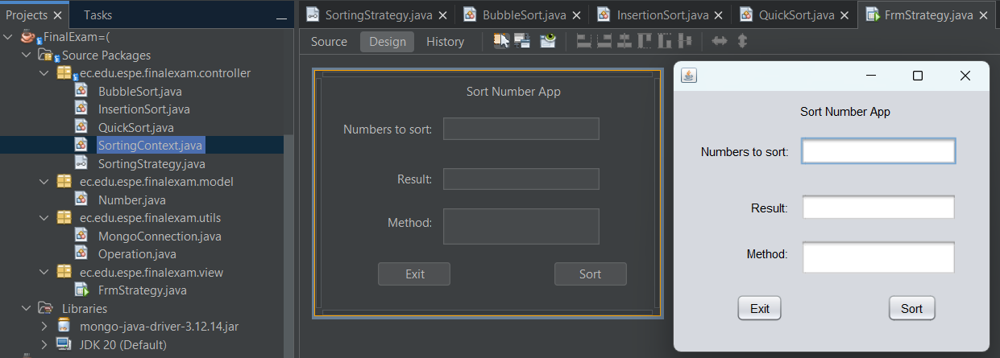 Projects
Tasks
FinalExam=(
Source Packages
ec.edu.espe.finalexam.controller
BubbleSort.java
InsertionSort.java
QuickSort.java
SortingContext.java
SortingStrategy.java
ec.edu.espe.finalexam.model
Number.java
ec.edu.espe.finalexam.utils
MongoConnection.java
Operation.java
ec.edu.espe.finalexam.view
FrmStrategy.java
Libraries
mongo-java-driver-3.12.14.jar
JDK 20 (Default)
SortingStrategy.java
BubbleSort.java
InsertionSort.java
QuickSort.java
FrmStrategy.java
Source
Design
History
Sort Number App
Numbers to sort:
Result:
Method:
Exit
Sort
Sort Number App
Numbers to sort:
Result:
Method:
Exit
Sort